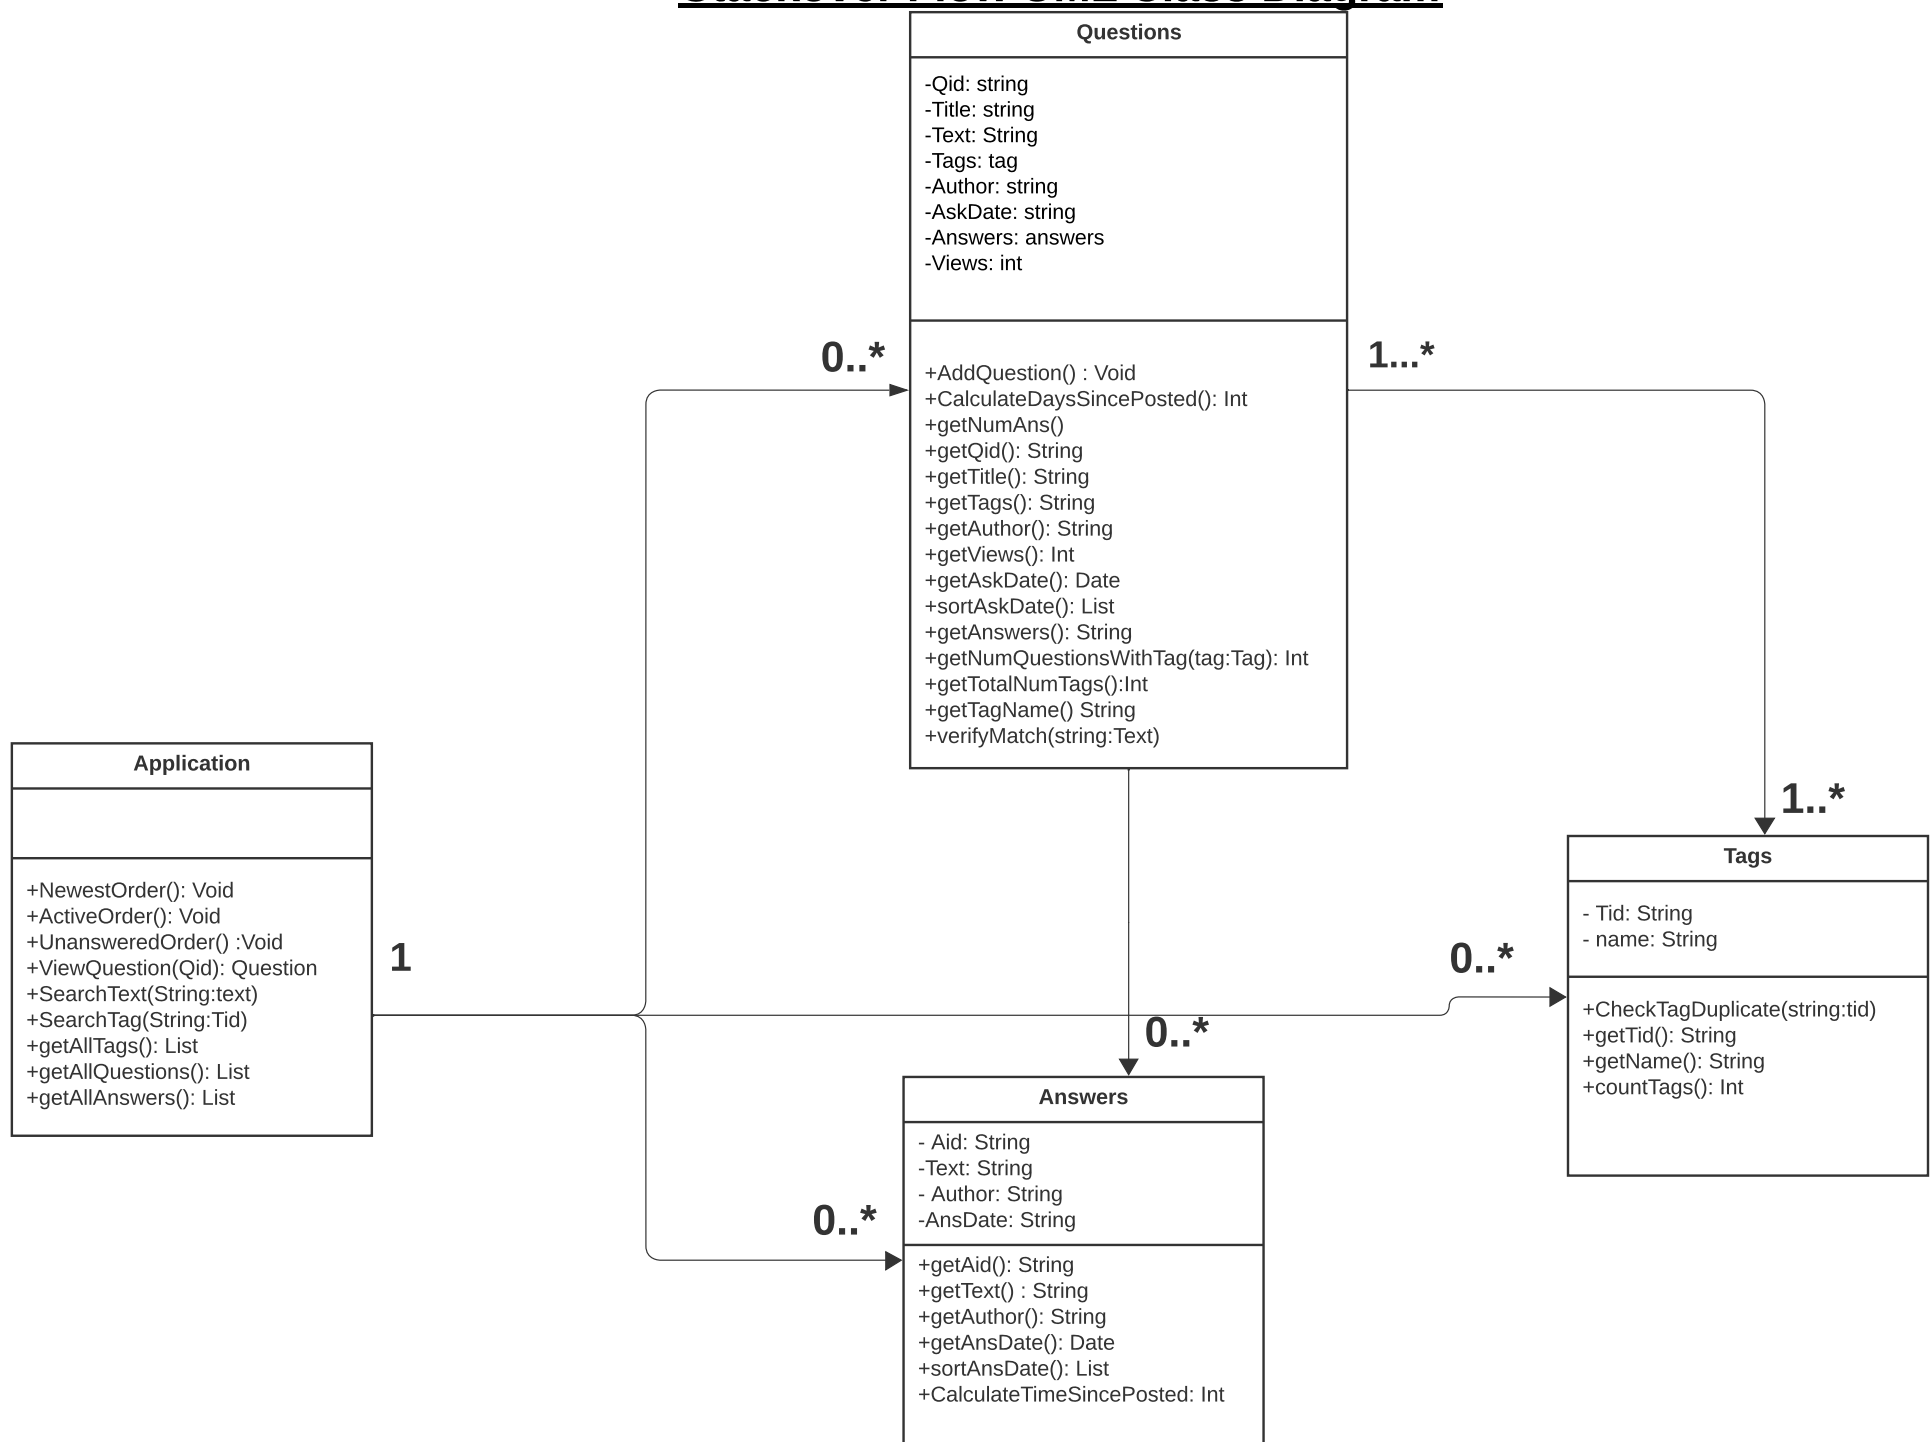 StackOverFlow UML Class Diagram
Questions
-Qid: string
-Title: string
-Text: String
-Tags: tag
-Author: string
-AskDate: string
-Answers: answers
-Views: int
0..*
1...*
+AddQuestion() : Void
+CalculateDaysSincePosted(): Int
+getNumAns()
+getQid(): String
+getTitle(): String
+getTags(): String
+getAuthor(): String
+getViews(): Int
+getAskDate(): Date
+sortAskDate(): List
+getAnswers(): String
+getNumQuestionsWithTag(tag:Tag): Int
+getTotalNumTags():Int
+getTagName() String
+verifyMatch(string:Text)
Application
+NewestOrder(): Void
+ActiveOrder(): Void
+UnansweredOrder() :Void
+ViewQuestion(Qid): Question
+SearchText(String:text)
+SearchTag(String:Tid)
+getAllTags(): List
+getAllQuestions(): List
+getAllAnswers(): List
1
1..*
Tags
- Tid: String
- name: String
0..*
+CheckTagDuplicate(string:tid)
+getTid(): String
+getName(): String
+countTags(): Int
0..*
Answers
- Aid: String
-Text: String
- Author: String
-AnsDate: String
0..*
+getAid(): String
+getText() : String
+getAuthor(): String
+getAnsDate(): Date
+sortAnsDate(): List
+CalculateTimeSincePosted: Int